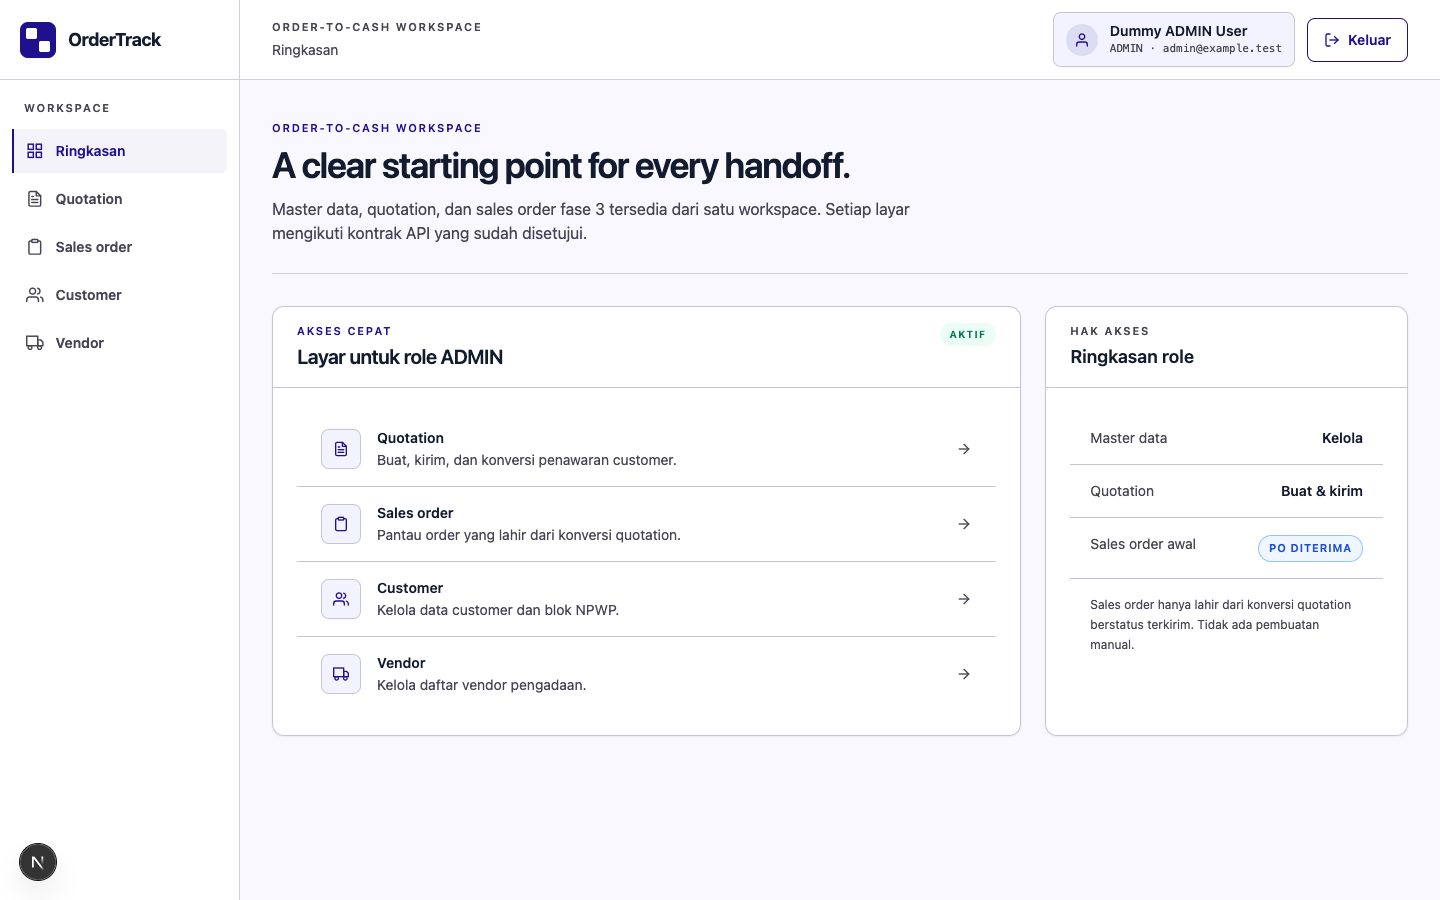 OrderTrack
ORDER-TO-CASH WORKSPACE
Ringkasan
Dummy ADMIN User
ADMIN · admin@example.test
Keluar
WORKSPACE
Ringkasan
Quotation
Sales order
Customer
Vendor
ORDER-TO-CASH WORKSPACE
A clear starting point for every handoff.
Master data, quotation, dan sales order fase 3 tersedia dari satu workspace. Setiap layar
mengikuti kontrak API yang sudah disetujui.
AKSES CEPAT
AKTIF
Layar untuk role ADMIN
Quotation
Buat, kirim, dan konversi penawaran customer.
Sales order
Pantau order yang lahir dari konversi quotation.
Customer
Kelola data customer dan blok NPWP.
Vendor
Kelola daftar vendor pengadaan.
HAK AKSES
Ringkasan role
Master data Kelola
Quotation Buat & kirim
Sales order awal PO DITERIMA
Sales order hanya lahir dari konversi quotation
berstatus terkirim. Tidak ada pembuatan
manual.
N